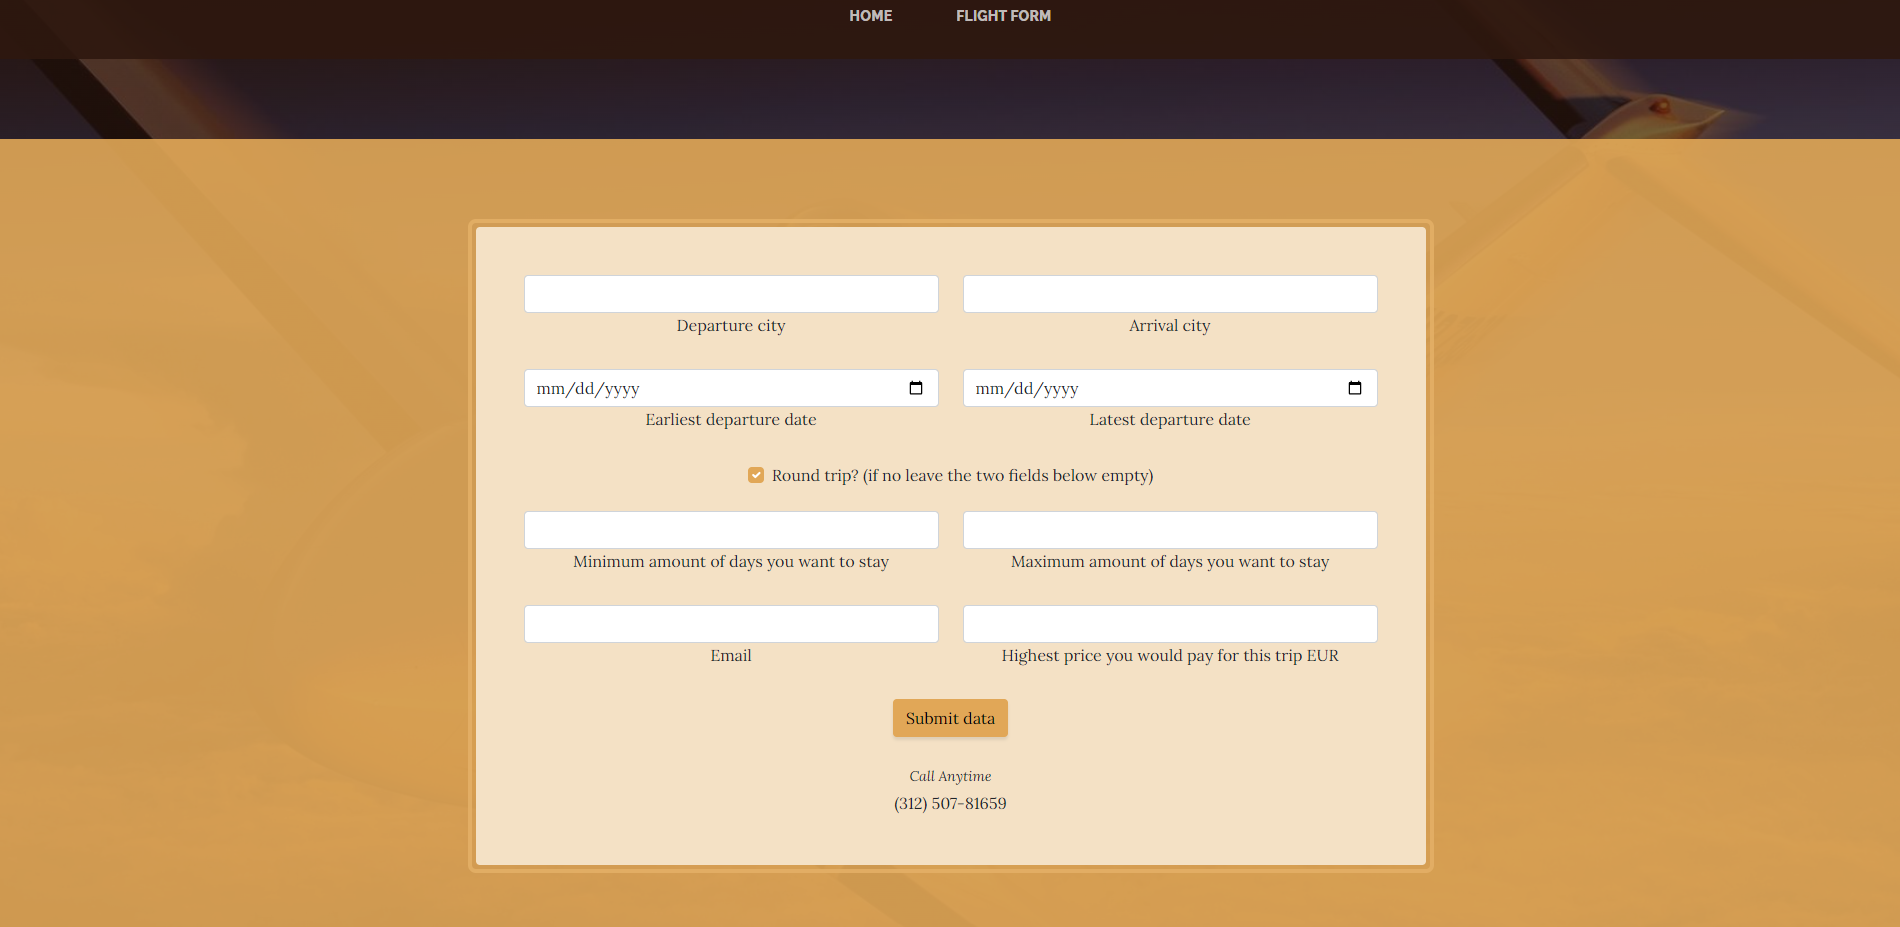 HOME FLIGHT FORM
Departure city Arrival city
mm/dd/yyyy mm/dd/yyyy
Earliest departure date Latest departure date
Round trip? (if no leave the two fields below empty)
Minimum amount of days you want to stay Maximum amount of days you want to stay
Email Highest price you would pay for this trip EUR
Submit data
Call Anytime
(312) 507-81659